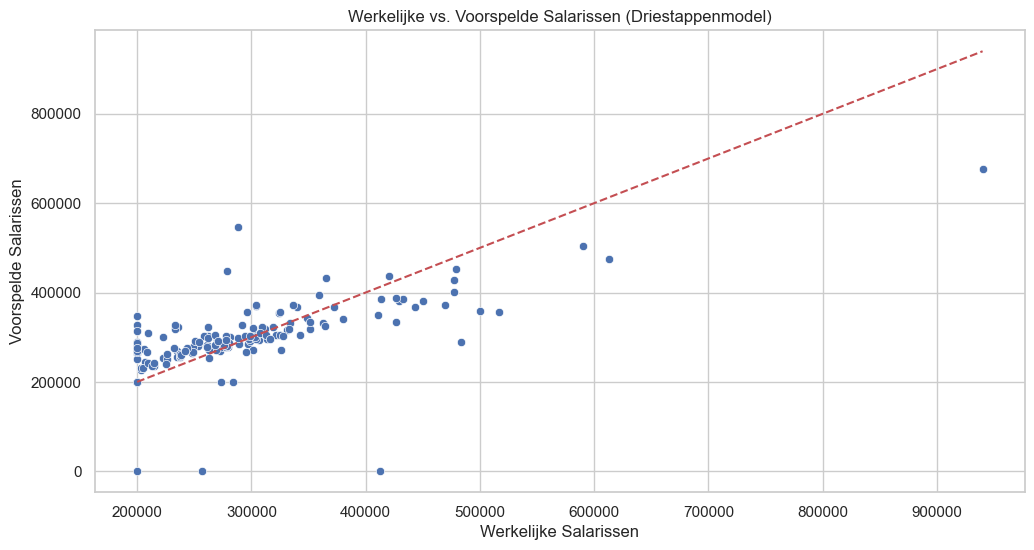 Werkelijke vs. Voorspelde Salarissen (Driestappenmodel)
Voorspelde Salarissen
800000
600000
400000
200000
0
200000 300000 400000 500000 600000 700000 800000 900000
Werkelijke Salarissen